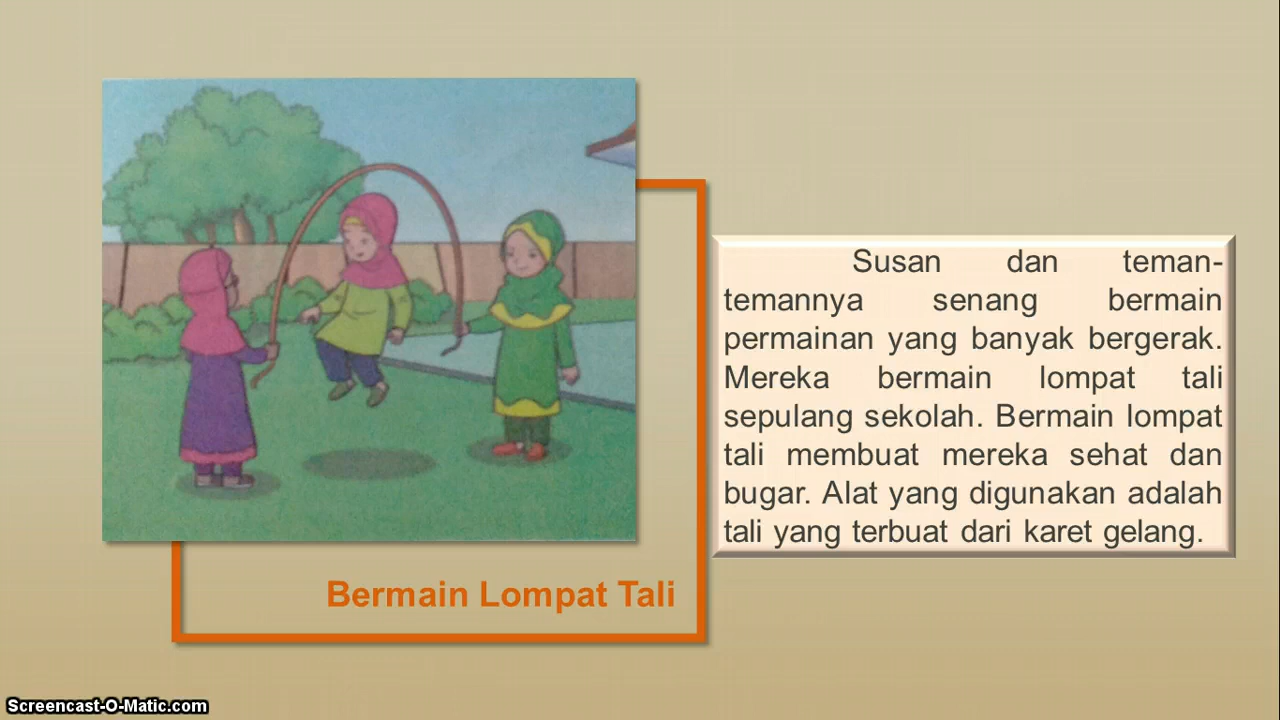 Susan dan teman-
temannya senang bermain
permainan yang banyak bergerak.
Mereka bermain lompat tali
sepulang sekolah. Bermain lompat
tali membuat mereka sehat dan
bugar. Alat yang digunakan adalah
tali yang terbuat dari karet gelang.
Bermain Lompat Tali
Screencast-O-Matic.com